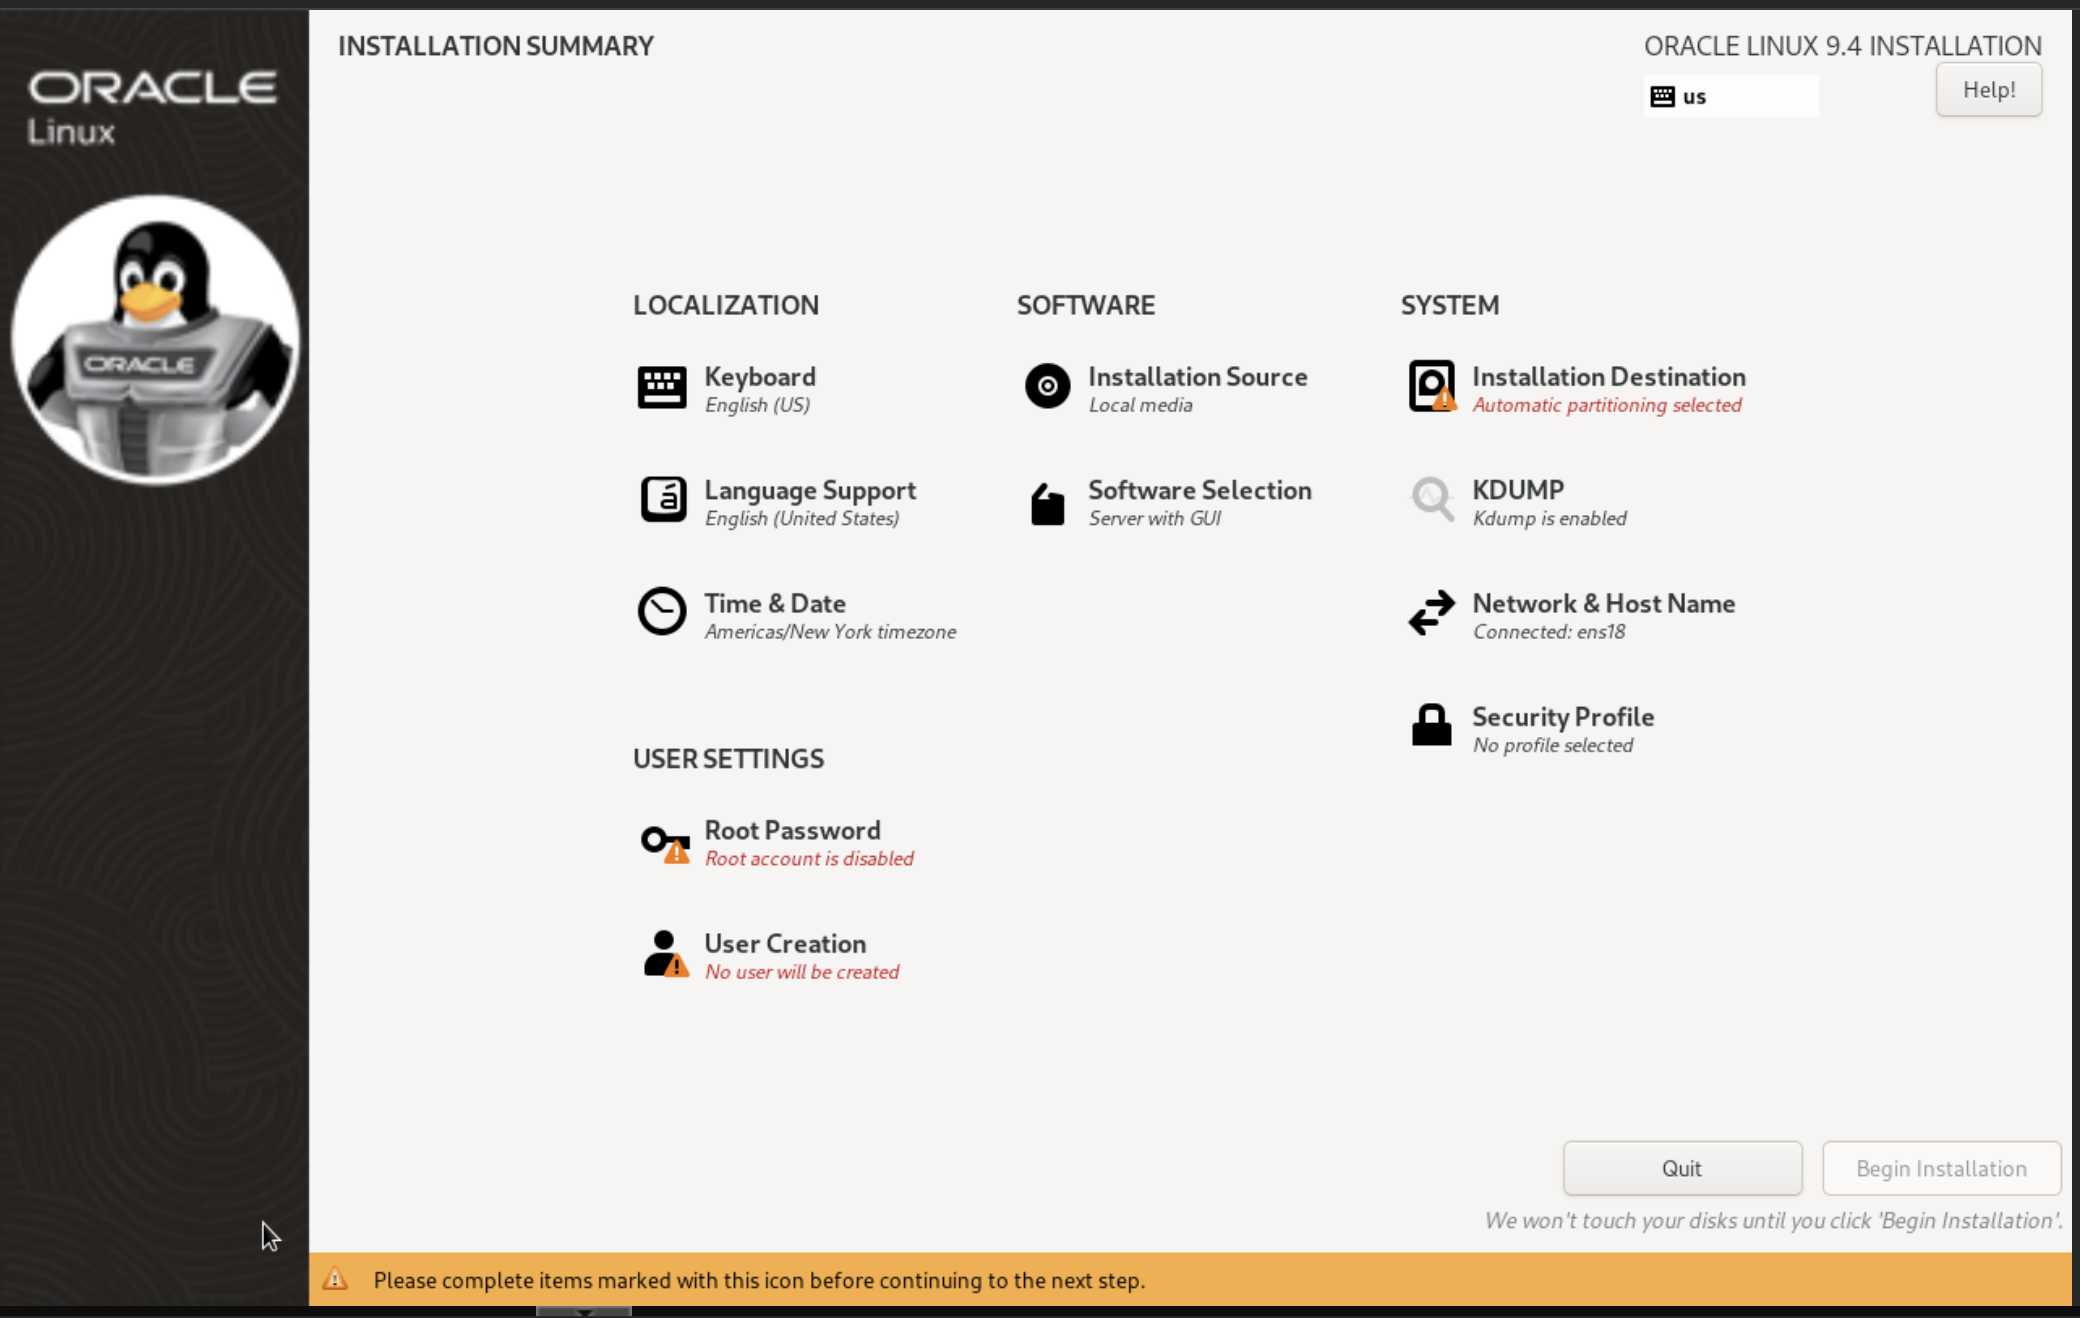 ORACLE
Linux
ORACLE
INSTALLATION SUMMARY
ORACLE LINUX 9.4 INSTALLATION
us
Help!
LOCALIZATION
Keyboard
English (US)
Language Support
English (United States)
Time & Date
Americas/New York timezone
SOFTWARE
Installation Source
Local media
Software Selection
Server with GUI
SYSTEM
Installation Destination
Automatic partitioning selected
KDUMP
Kdump is enabled
Network & Host Name
Connected: ens18
Security Profile
No profile selected
USER SETTINGS
Root Password
Root account is disabled
User Creation
No user will be created
Quit
Begin Installation
We won't touch your disks until you click 'Begin Installation'.
Please complete items marked with this icon before continuing to the next step.